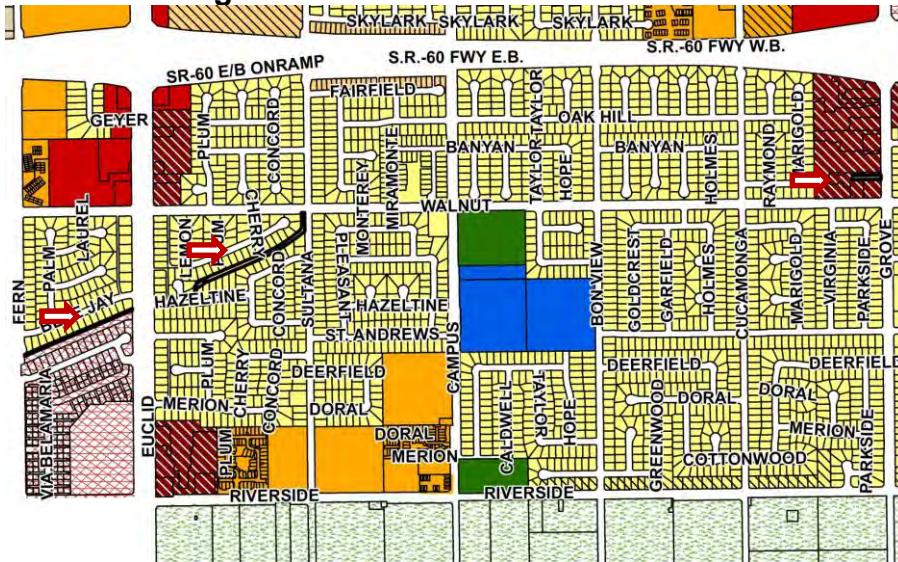 SKYLARK SKYLARK SKYLARK
S.R.-60 FWY W.B.
S.R.-60 FWY E.B.
SR-60 E/B ONRAMP
FAIRFIELD
GEYER
PLUM
CONCORD
OAK HILL
TAYLOR-TAYLOR
BANYAN
BANYAN
HOPE
HOLMES
RAYMOND
MARIGOLD
MONTEREY
MIRAMONTE
WALNUT
FERN
PALM
LAUREL
JAY
LEMON
PLUM
CHERRY
CONCORD
SULTANA
PLEASANT
HAZELTINE
HAZELTINE
ST. ANDREWS
BON-VIEW
GOLDCREST
GARFIELD
HOLMES
CUCAMONGA
MARIGOLD
VIRGINIA
PARKSIDE
GROVE
VIA-BELAMARIA
EUCLID
PLUM
CHERRY
CONCORD
DEERFIELD
CAMPUS
DEERFIELD
DEERFIELD
MERION
DORAL
DORAL
MERION
CALDWELL
TAYLOR
HOPE
GREENWOOD
DORAL
DORAL
MERION
COTTONWOOD
PARKSIDE
PLUM
RIVERSIDE
RIVERSIDE